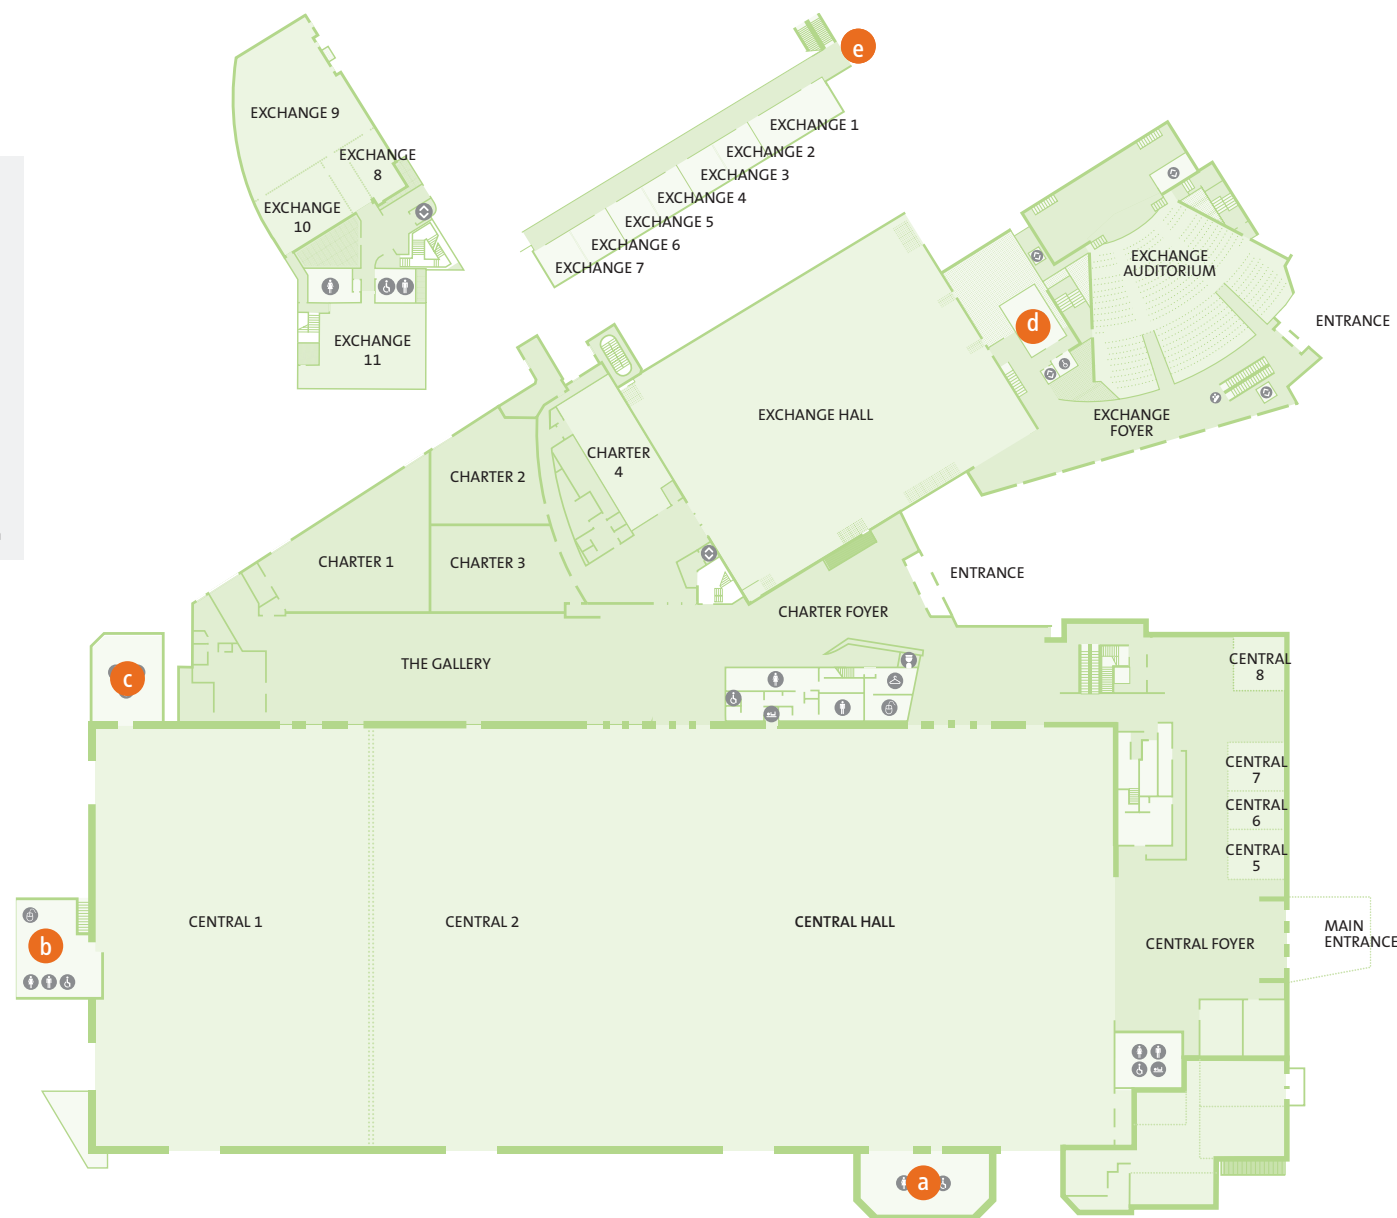 e
EXCHANGE 9
EXCHANGE 1
EXCHANGE
8
EXCHANGE 2
EXCHANGE 3
EXCHANGE 4
EXCHANGE
10
EXCHANGE 5
EXCHANGE 6
EXCHANGE 7
EXCHANGE
AUDITORIUM
ENTRANCE
d
EXCHANGE
11
EXCHANGE HALL
EXCHANGE
FOYER
CHARTER
4
CHARTER 2
CHARTER 1
CHARTER 3
ENTRANCE
CHARTER FOYER
THE GALLERY
CENTRAL
8
c
CENTRAL
7
CENTRAL
6
CENTRAL
5
CENTRAL 1
CENTRAL 2
CENTRAL HALL
CENTRAL FOYER
MAIN
ENTRANCE
b
a